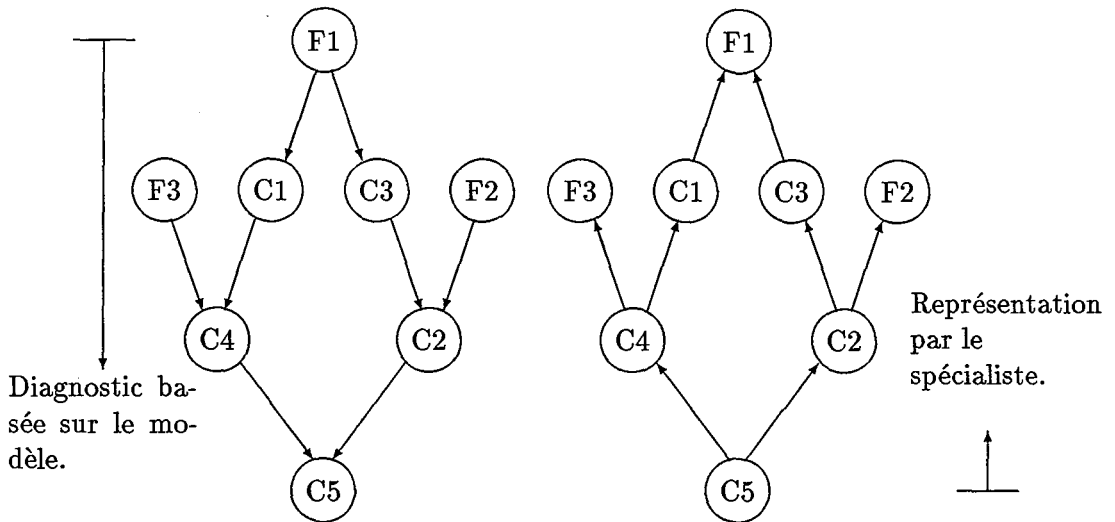 F1
F1
F3
C1
C3
F2
F3
C1
C3
F2
C4
C2
C4
C2
Représentation
par le
spécialiste.
Diagnostic ba-
sée sur le mo-
dèle.
C5
C5